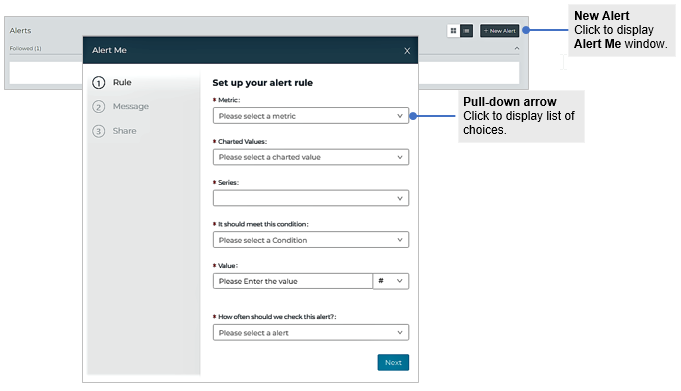 Alerts
+ New Alert
Followed (1)
New Alert
Click to display
Alert Me window.
Alert Me
X
1 Rule
2 Message
3 Share
Set up your alert rule
* Metric:
Please select a metric
Pull-down arrow
Click to display list of
choices.
* Charted Values:
Please select a charted value
* Series:
* It should meet this condition:
Please select a Condition
* Value:
Please Enter the value
#
* How often should we check this alert?:
Please select a alert
Next